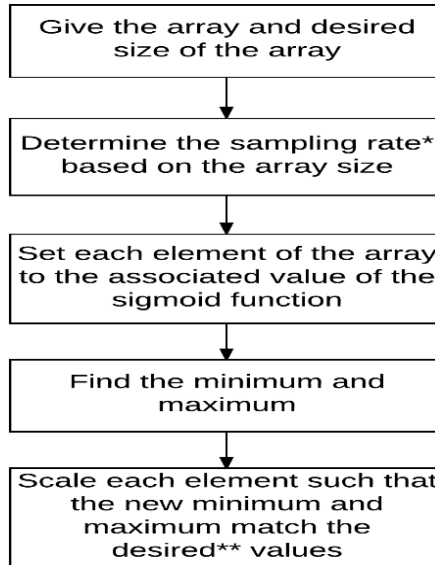 Give the array and desired
size of the array
Determine the sampling rate*
based on the array size
Set each element of the array
to the associated value of the
sigmoid function
Find the minimum and
maximum
Scale each element such that
the new minimum and
maximum match the
desired** values